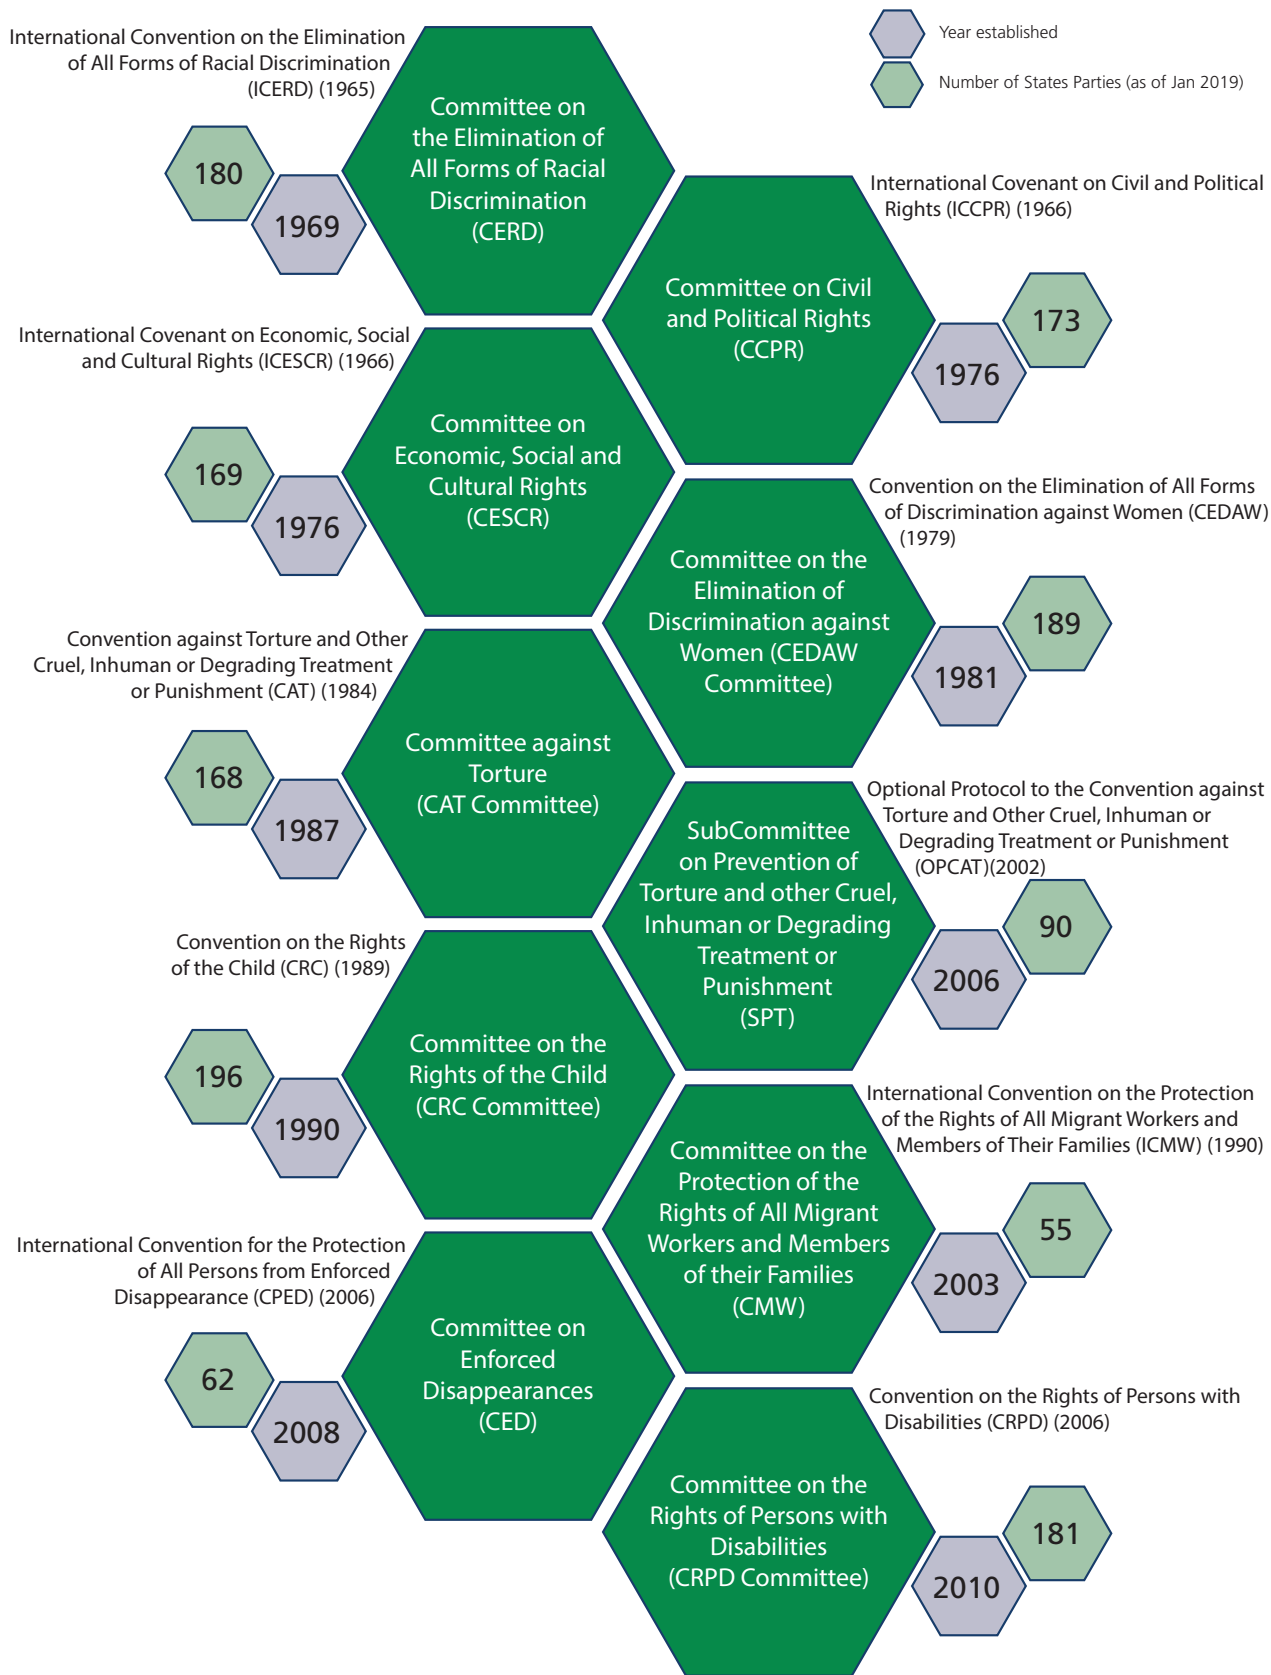 Year established
Number of States Parties (as of Jan 2019)
International Convention on the Elimination
of All Forms of Racial Discrimination
(ICERD) (1965)
180
1969
Committee on
the Elimination of
All Forms of Racial
Discrimination
(CERD)
International Covenant on Civil and Political
Rights (ICCPR) (1966)
Committee on Civil
and Political Rights
(CCPR)
173
1976
International Covenant on Economic, Social
and Cultural Rights (ICESCR) (1966)
169
1976
Committee on
Economic, Social and
Cultural Rights
(CESCR)
Convention on the Elimination of All Forms
of Discrimination against Women (CEDAW)
(1979)
Committee on the
Elimination of
Discrimination against
Women (CEDAW
Committee)
189
1981
Convention against Torture and Other
Cruel, Inhuman or Degrading Treatment
or Punishment (CAT) (1984)
168
1987
Committee against
Torture
(CAT Committee)
Optional Protocol to the Convention against
Torture and Other Cruel, Inhuman or
Degrading Treatment or Punishment
(OPCAT)(2002)
SubCommittee
on Prevention of
Torture and other Cruel,
Inhuman or Degrading
Treatment or
Punishment
(SPT)
90
2006
Convention on the Rights
of the Child (CRC) (1989)
196
1990
Committee on the
Rights of the Child
(CRC Committee)
International Convention on the Protection
of the Rights of All Migrant Workers and
Members of Their Families (ICMW) (1990)
Committee on the
Protection of the
Rights of All Migrant
Workers and Members
of their Families
(CMW)
55
2003
International Convention for the Protection
of All Persons from Enforced
Disappearance (CPED) (2006)
62
2008
Committee on
Enforced
Disappearances
(CED)
Convention on the Rights of Persons with
Disabilities (CRPD) (2006)
Committee on the
Rights of Persons with
Disabilities
(CRPD Committee)
181
2010